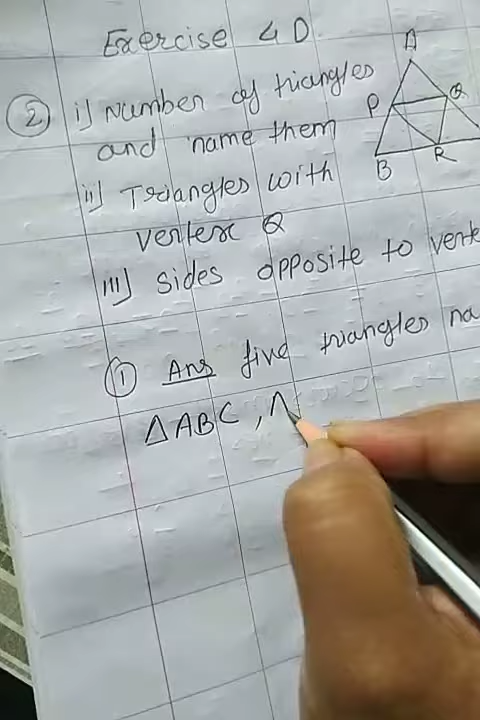 Exercise 4D.
② i) Number of triangles
and name them
ii) Triangles with
vertex Q
iii) sides opposite to verte
A
P
Q
B
R
① Ans five triangles na
△ABC , Λ